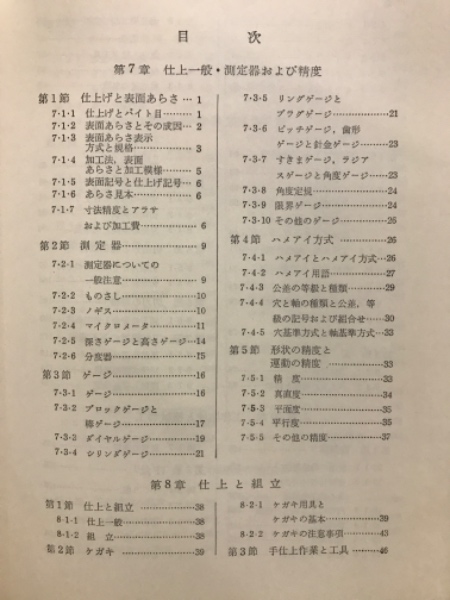 目次
第7章 仕上一般・測定器および精度
第1節 仕上げと表面あらさ… 1
7・1・1 仕上げとバイト目……… 1
7・1・2 表面あらさとその成因… 2
7・1・3 表面あらさ表示
方式と規格……………… 3
7・1・4 加工法，表面
あらさと加工模様……… 5
7・1・5 表面記号と仕上げ記号… 6
7・1・6 あらさ見本……………… 6
7・1・7 寸法精度とアラサ
および加工費…………… 6
第2節 測定器………………… 9
7・2・1 測定器についての
一般注意………………… 9
7・2・2 ものさし…………………10
7・2・3 ノギス……………………10
7・2・4 マイクロメータ…………11
7・2・5 深さゲージと高さゲージ…14
7・2・6 分度器……………………15
第3節 ゲージ…………………16
7・3・1 ゲージ……………………16
7・3・2 ブロックゲージと
棒ゲージ…………………17
7・3・3 ダイヤルゲージ…………19
7・3・4 シリンダゲージ…………21
7・3・5 リングゲージと
プラグゲージ……………21
7・3・6 ピッチゲージ，歯形
ゲージと針金ゲージ……23
7・3・7 すきまゲージ，ラジア
スゲージと角度ゲージ…23
7・3・8 角度定規…………………24
7・3・9 限界ゲージ………………24
7・3・10 その他のゲージ…………26
第4節 ハメアイ方式…………26
7・4・1 ハメアイとハメアイ方式…26
7・4・2 ハメアイ用語……………27
7・4・3 公差の等級と種類………29
7・4・4 穴と軸の種類と公差，等
級の記号および組合せ…30
7・4・5 穴基準方式と軸基準方式…33
第5節 形状の精度と
運動の精度……………33
7・5・1 精度………………………33
7・5・2 真直度……………………34
7・5・3 平面度……………………35
7・5・4 平行度……………………35
7・5・5 その他の精度……………37
第8章 仕上と組立
第1節 仕上と組立……………38
8・1・1 仕上一般…………………38
8・1・2 組立………………………38
第2節 ケガキ…………………39
8・2・1 ケガキ用具と
ケガキの基本……………39
8・2・2 ケガキの注意事項………43
第3節 手仕上作業と工具……46